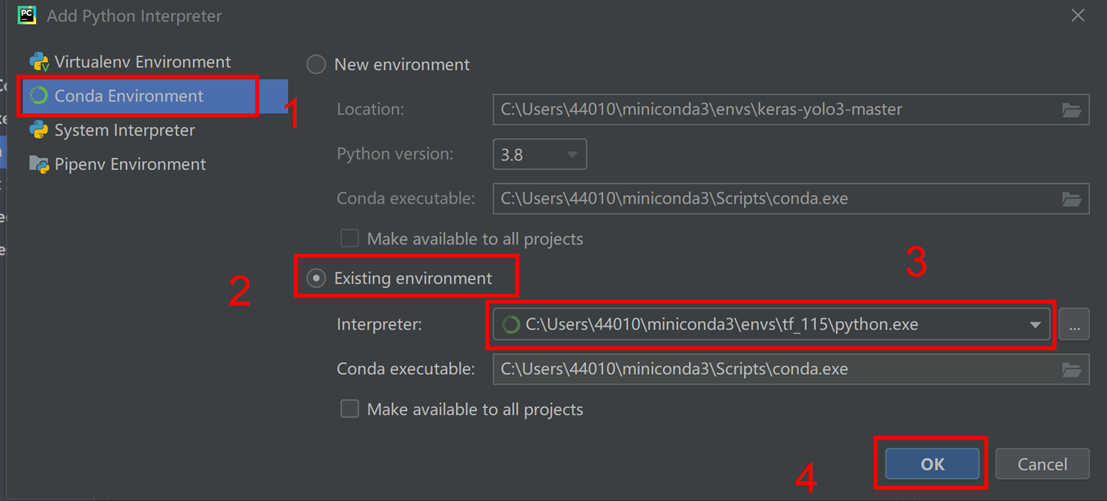 PC
Add Python Interpreter
Virtualenv Environment
Conda Environment
1
System Interpreter
Pipenv Environment
New environment
Location: C:\Users\44010\miniconda3\envs\keras-yolo3-master
Python version: 3.8
Conda executable: C:\Users\44010\miniconda3\Scripts\conda.exe
Make available to all projects
2
Existing environment
3
Interpreter: C:\Users\44010\miniconda3\envs\tf_115\python.exe ...
Conda executable: C:\Users\44010\miniconda3\Scripts\conda.exe
Make available to all projects
4
OK Cancel